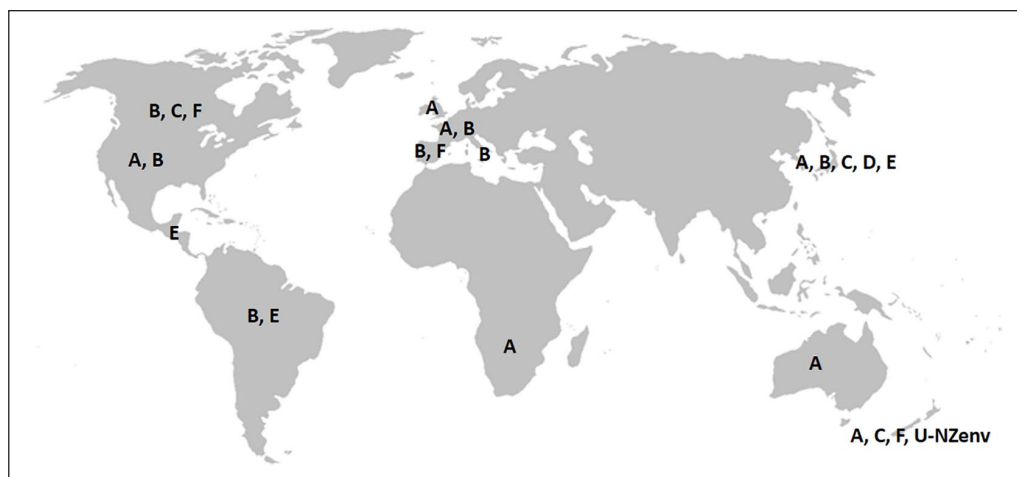 A
B, C, F
A, B
B, F
B
A, B
A, B, C, D, E
E
B, E
A
A
A, C, F, U-NZenv